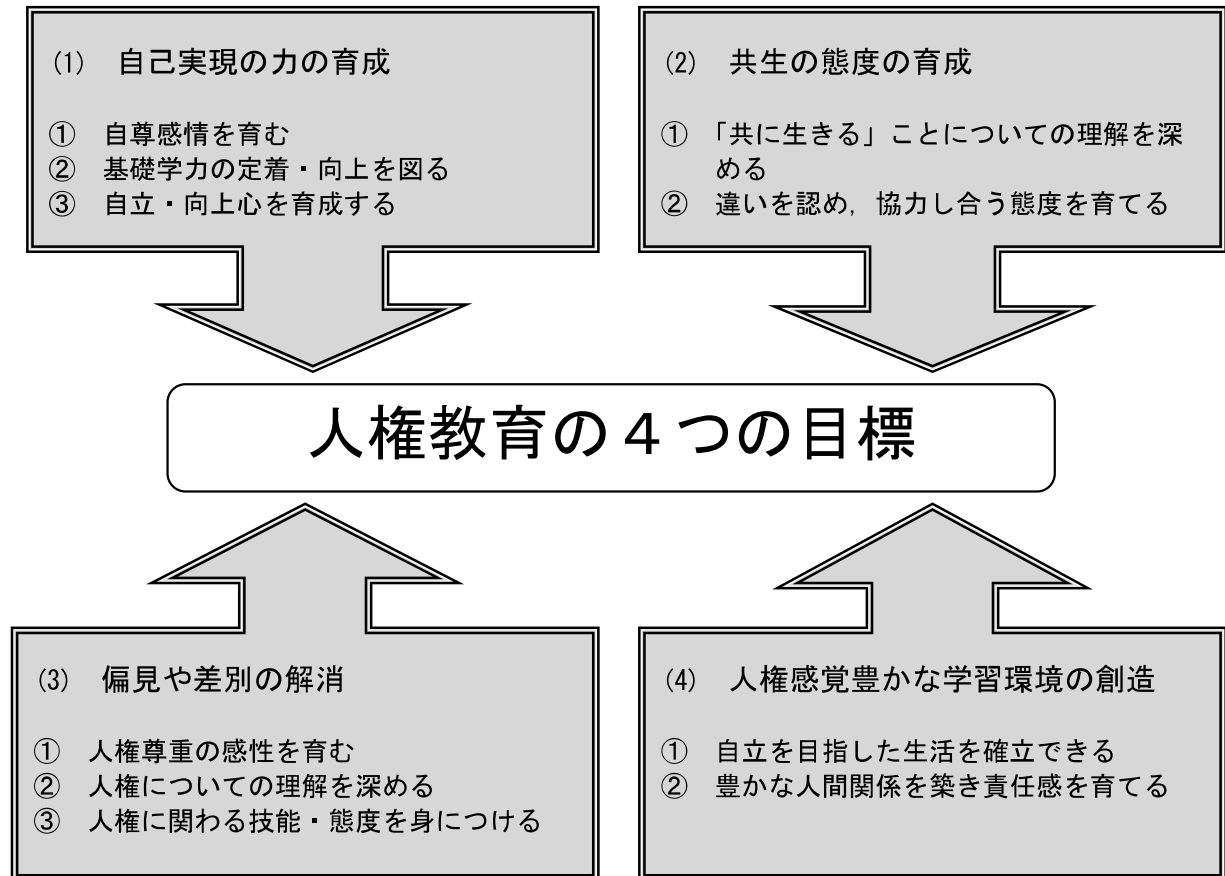 (1) 自己実現の力の育成
① 自尊感情を育む
② 基礎学力の定着・向上を図る
③ 自立・向上心を育成する
(2) 共生の態度の育成
① 「共に生きる」ことについての理解を深
める
② 違いを認め，協力し合う態度を育てる
人権教育の４つの目標
(3) 偏見や差別の解消
① 人権尊重の感性を育む
② 人権についての理解を深める
③ 人権に関わる技能・態度を身につける
(4) 人権感覚豊かな学習環境の創造
① 自立を目指した生活を確立できる
② 豊かな人間関係を築き責任感を育てる